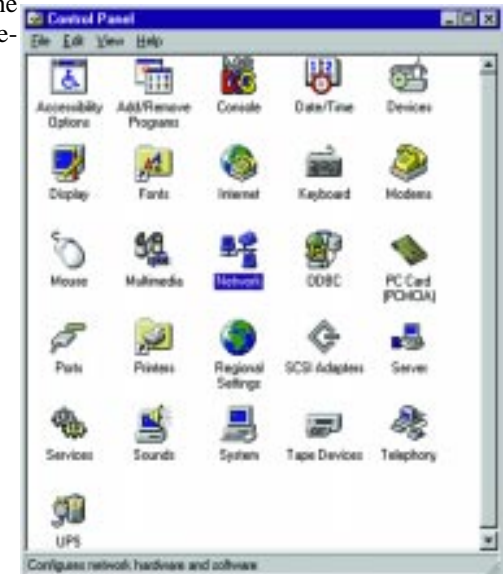 ne
e-
Control Panel
File Edit View Help
Accessibility Options
Add/Remove Programs
Console
Date/Time
Devices
Display
Fonts
Internet
Keyboard
Modems
Mouse
Multimedia
Network
ODBC
PC Card (PCMCIA)
Ports
Printers
Regional Settings
SCSI Adapters
Server
Services
Sounds
System
Tape Devices
Telephony
UPS
Configures network hardware and software